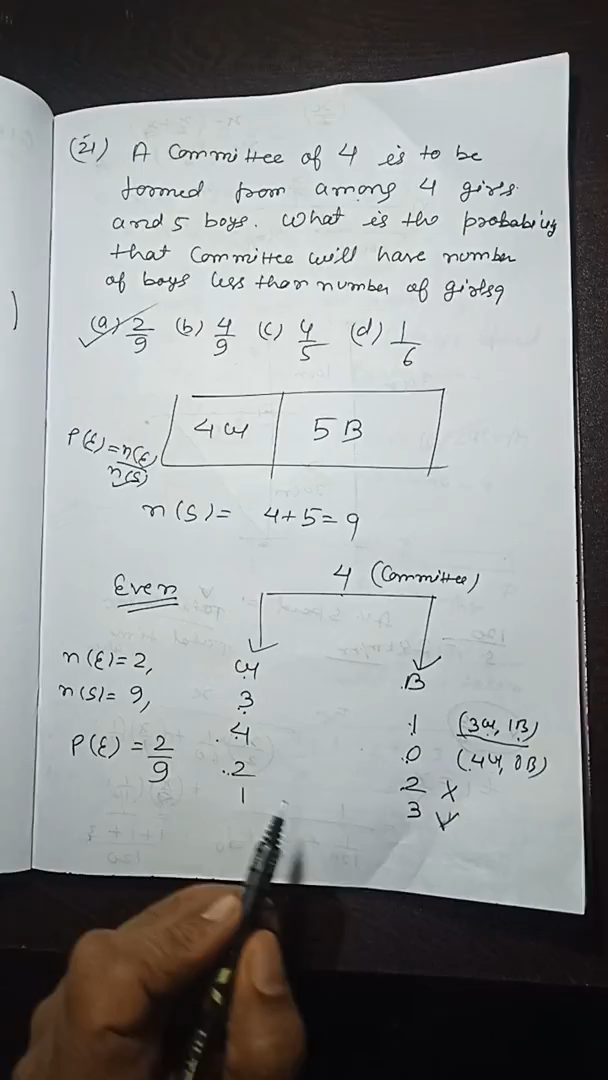 (21) A Committee of 4 is to be
formed from among 4 girls
and 5 boys. What is the probability
that Committee will have number
of boys less than number of girls?
(a) 2/9 (b) 4/9 (c) 4/5 (d) 1/6
4G 5B
P(E)=n(E)/n(S)
n(S)= 4+5=9
4 (Committee)
Even
G B
n(E)=2,
n(S)=9,
P(E)=2/9
3 1 (3G, 1B)
4 0 (4G, 0B)
2 2 ×
1 3